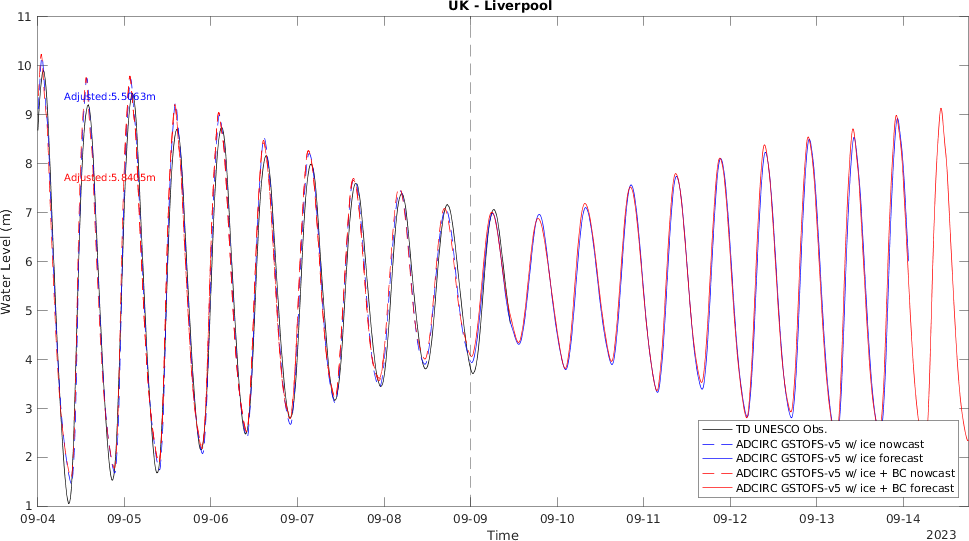 UK - Liverpool
11
10
9
8
7
6
5
4
3
2
1
Water Level (m)
Adjusted:5.5063m
Adjusted:5.8405m
TD UNESCO Obs.
ADCIRC GSTOFS-v5 w/ ice nowcast
ADCIRC GSTOFS-v5 w/ ice forecast
ADCIRC GSTOFS-v5 w/ ice + BC nowcast
ADCIRC GSTOFS-v5 w/ ice + BC forecast
09-04 09-05 09-06 09-07 09-08 09-09 09-10 09-11 09-12 09-13 09-14
Time
2023